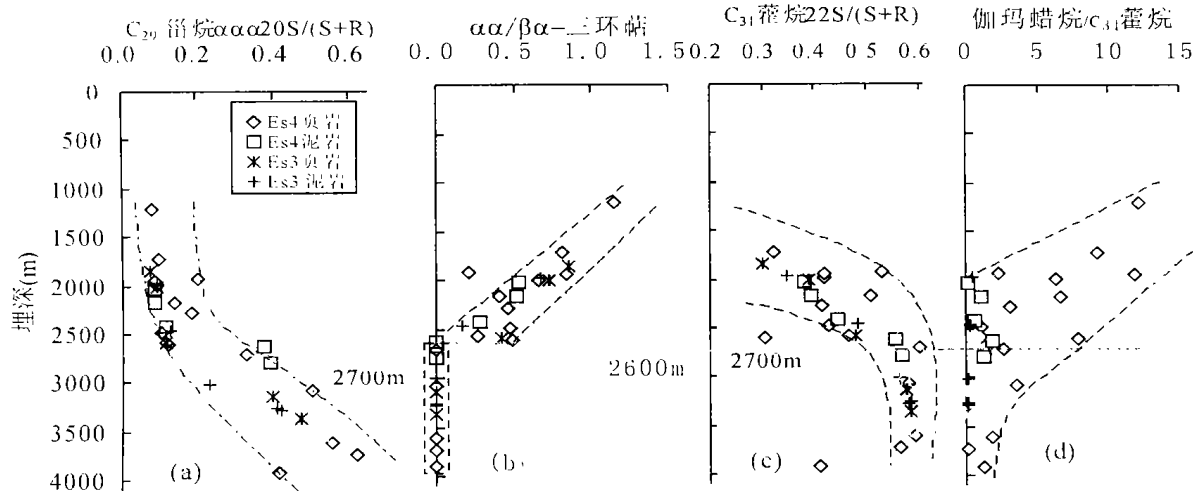 C₂₉ 甾烷ααα20S/(S+R)
αα/βα-三环萜
C₃₁藿烷22S/(S+R)
伽玛蜡烷/C₃₁藿烷
0.0 0.2 0.4 0.6
0.0 0.5 1.0 1.5
0.2 0.3 0.4 0.5 0.6
0 5 10 15
埋深(m)
0
500
1000
1500
2000
2500
3000
3500
4000
Es4页岩
Es4泥岩
Es3页岩
Es3泥岩
2700m
2600m
2700m
(a)
(b)
(c)
(d)